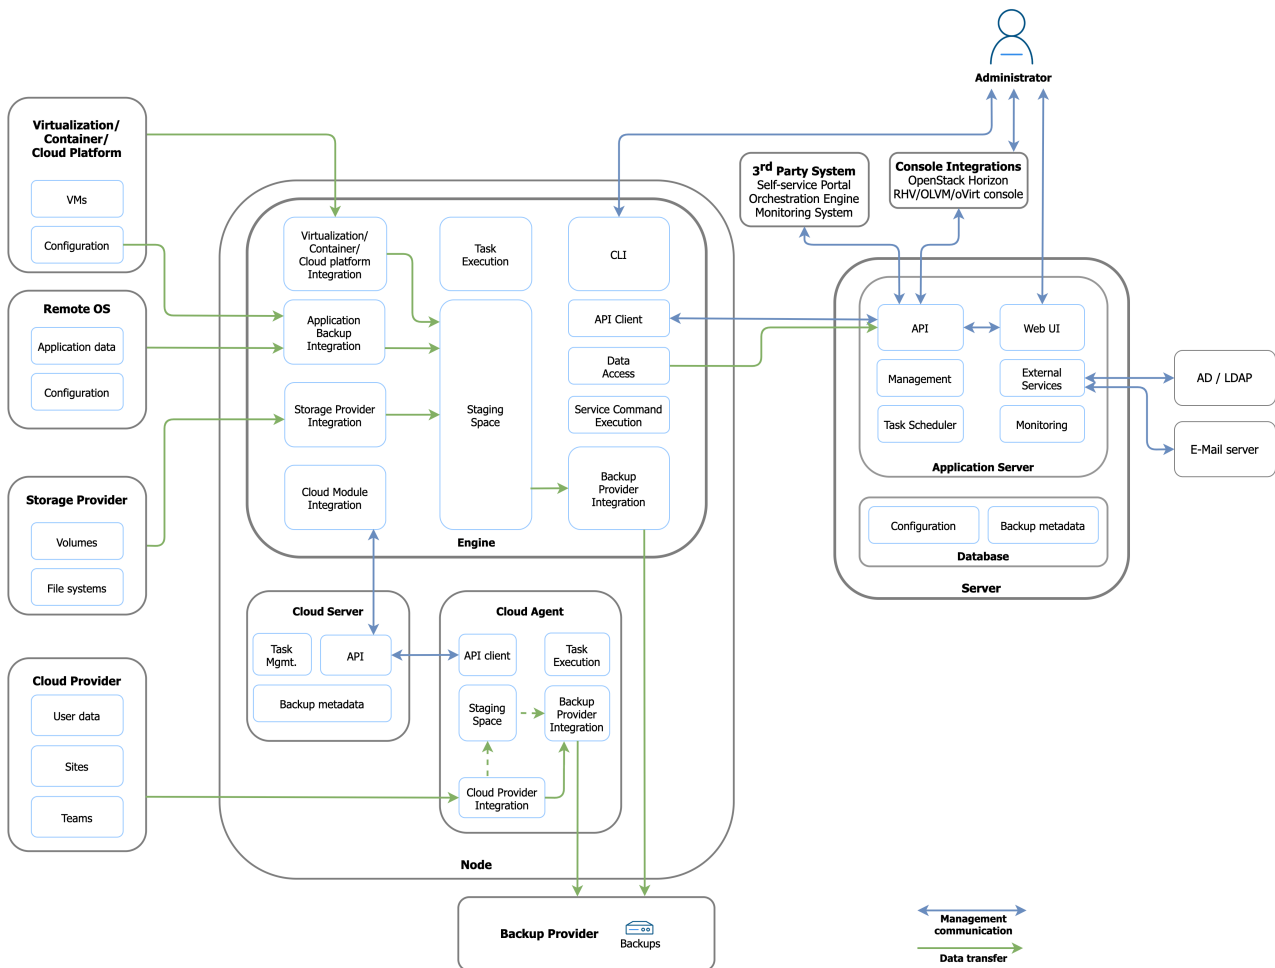 Administrator
Virtualization/
Container/
Cloud Platform
VMs
Configuration
Remote OS
Application data
Configuration
Storage Provider
Volumes
File systems
Cloud Provider
User data
Sites
Teams
Virtualization/
Container/
Cloud platform
Integration
Task
Execution
CLI
Application
Backup
Integration
API Client
Data
Access
Storage Provider
Integration
Staging
Space
Service Command
Execution
Cloud Module
Integration
Backup
Provider
Integration
Engine
Cloud Server
Task
Mgmt.
API
Backup metadata
Cloud Agent
API client
Task
Execution
Staging
Space
Backup
Provider
Integration
Cloud Provider
Integration
Node
Backup Provider
Backups
3rd Party System
Self-service Portal
Orchestration Engine
Monitoring System
Console Integrations
OpenStack Horizon
RHV/OLVM/oVirt console
API
Web UI
Management
External
Services
Task Scheduler
Monitoring
Application Server
Configuration
Backup metadata
Database
Server
AD / LDAP
E-Mail server
Management
communication
Data transfer